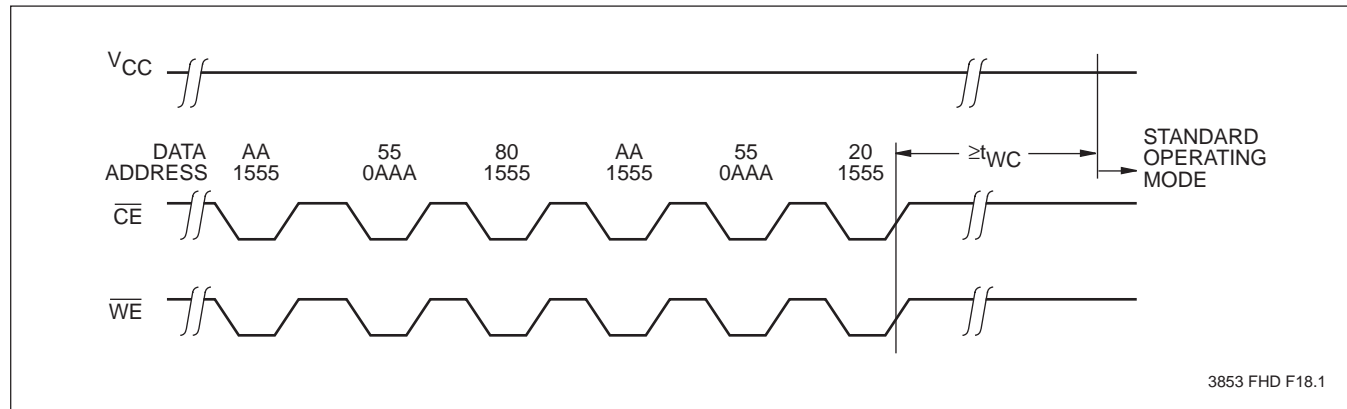 VCC
DATA AA 55 80 AA 55 20
ADDRESS 1555 0AAA 1555 1555 0AAA 1555
≥tWC
STANDARD
OPERATING
MODE
CE
WE
3853 FHD F18.1